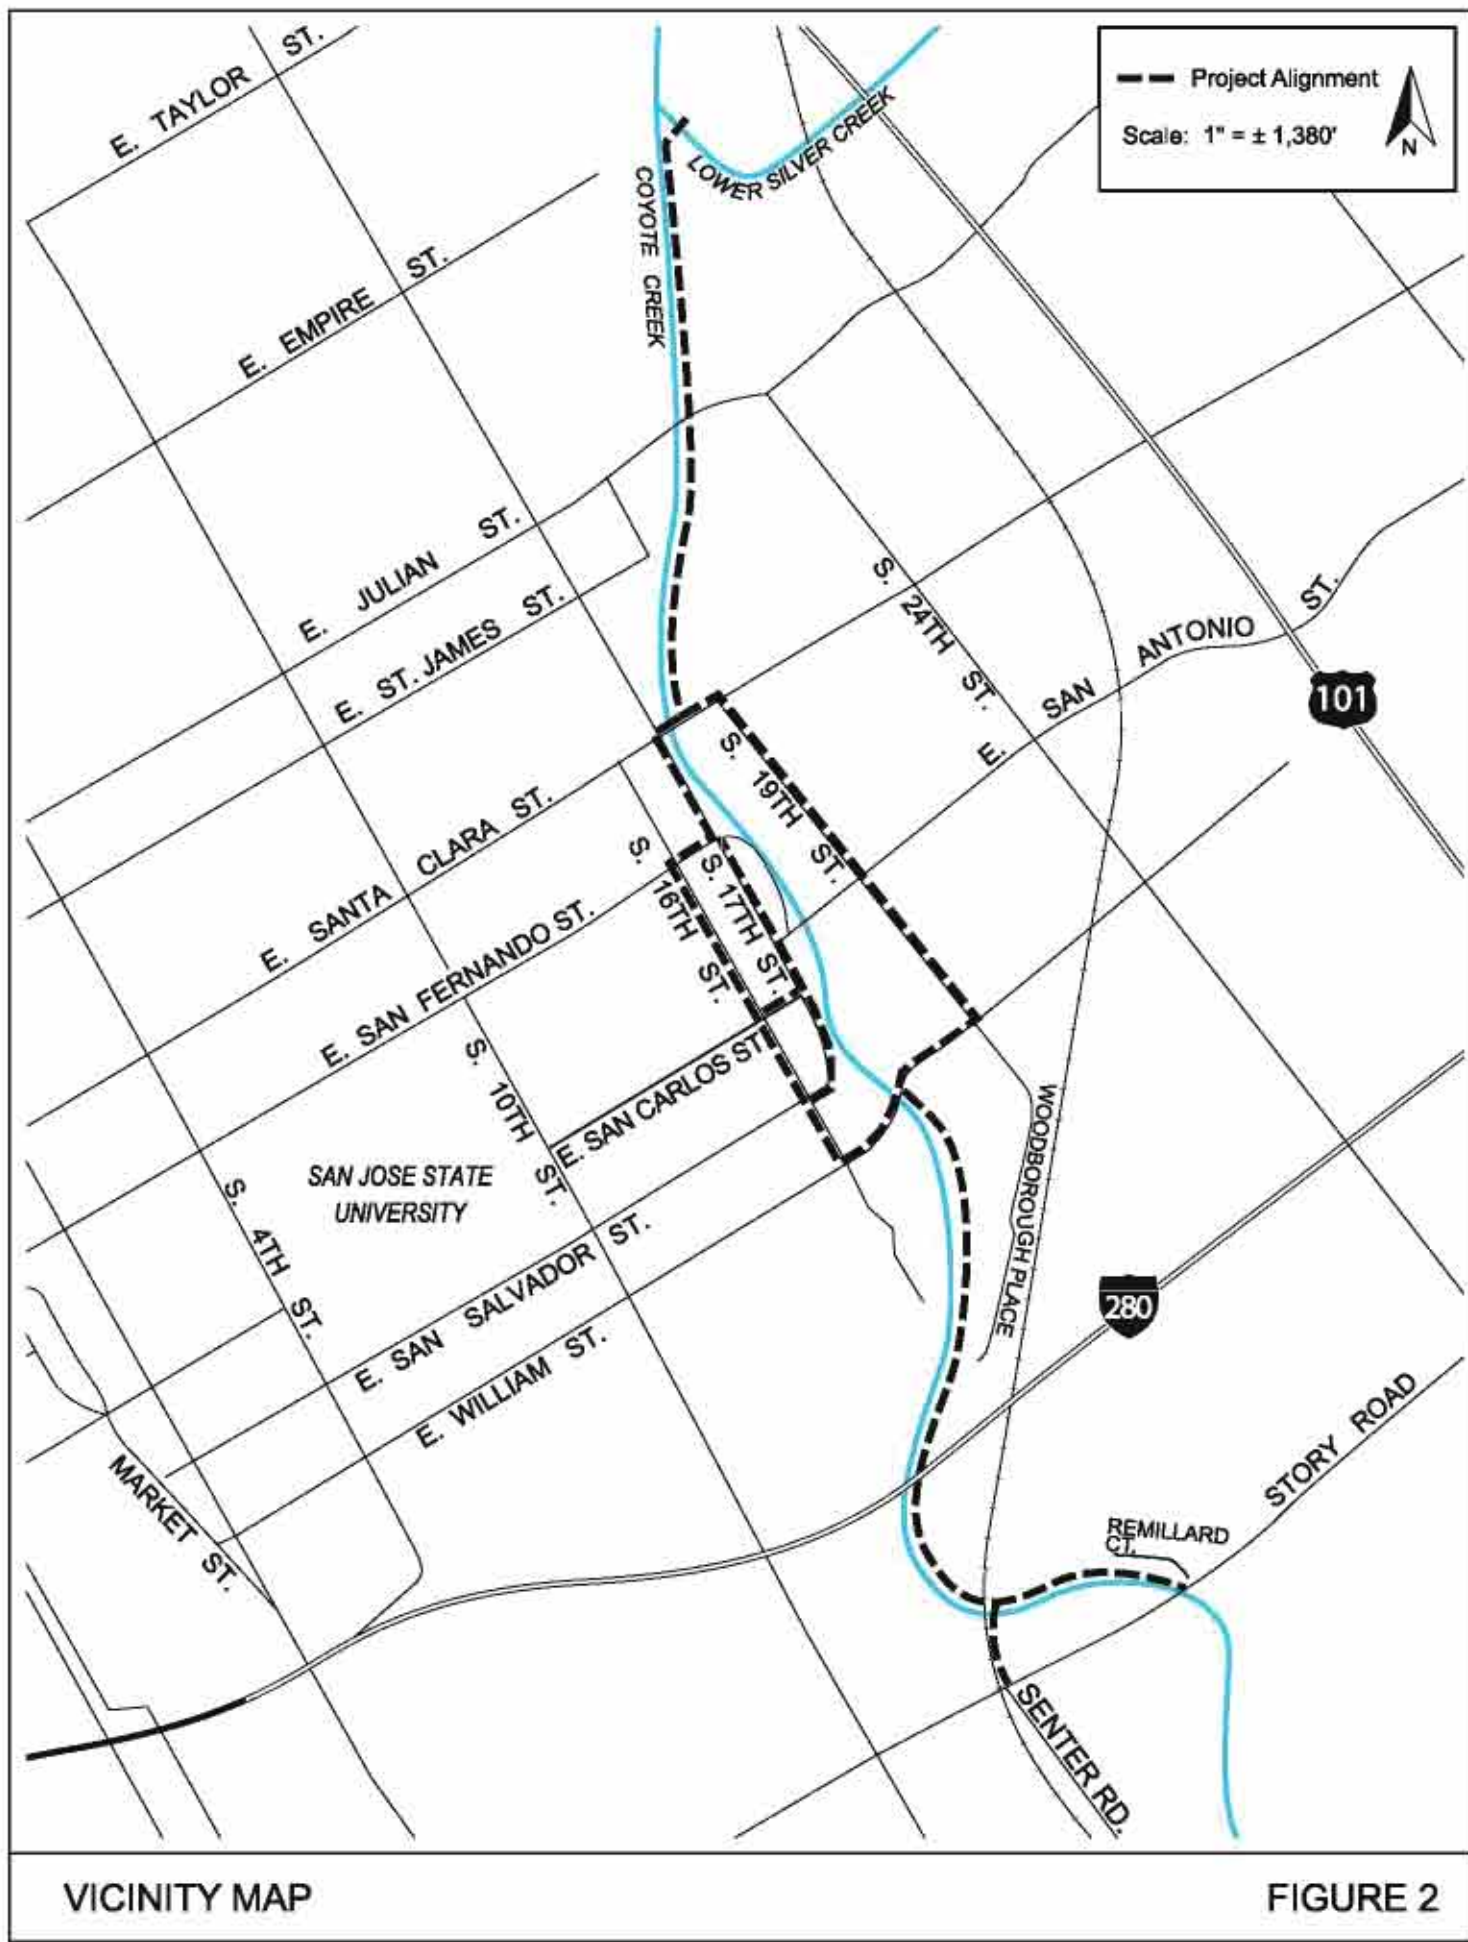 E. TAYLOR ST.
Project Alignment
Scale: 1" = ± 1,380'
N
LOWER SILVER CREEK
COYOTE CREEK
E. EMPIRE ST.
E. JULIAN ST.
E. ST. JAMES ST.
S. 24TH ST.
E. SAN ANTONIO ST.
101
S. 19TH ST.
E. SANTA CLARA ST.
S. 16TH ST.
S. 17TH ST.
E. SAN FERNANDO ST.
S. 10TH ST.
E. SAN CARLOS ST
WOODBOROUGH PLACE
SAN JOSE STATE
UNIVERSITY
S. 4TH ST.
E. SAN SALVADOR ST.
E. WILLIAM ST.
280
MARKET ST.
STORY ROAD
REMILLARD
CT.
SENTER RD.
VICINITY MAP
FIGURE 2